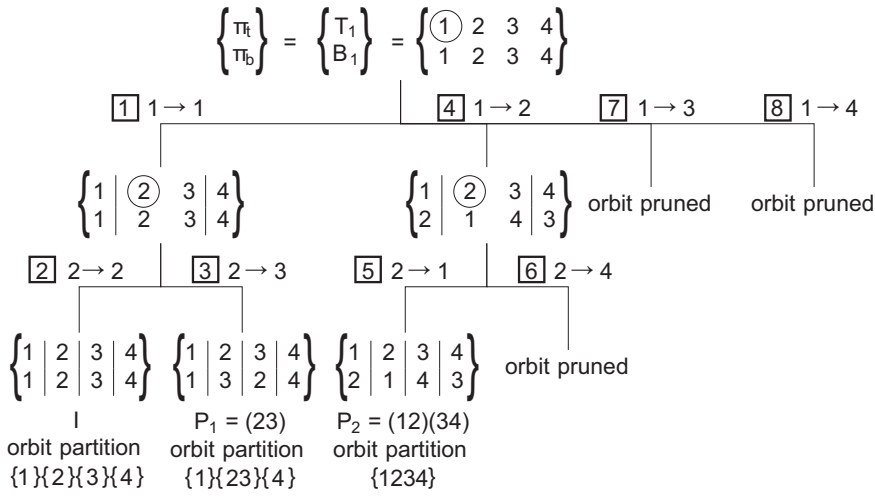 {π_t π_b} = {T_1 B_1} = {1 2 3 4
1 2 3 4}
1 1 → 1
4 1 → 2
7 1 → 3
8 1 → 4
{1 | 2 3 | 4
1 | 2 3 | 4}
{1 | 2 3 | 4
2 | 1 4 | 3}
orbit pruned
orbit pruned
2 2 → 2
3 2 → 3
5 2 → 1
6 2 → 4
{1 | 2 | 3 | 4
1 | 2 | 3 | 4}
{1 | 2 | 3 | 4
1 | 3 | 2 | 4}
{1 | 2 | 3 | 4
2 | 1 | 4 | 3}
orbit pruned
I
orbit partition
{1}{2}{3}{4}
P_1 = (23)
orbit partition
{1}{23}{4}
P_2 = (12)(34)
orbit partition
{1234}